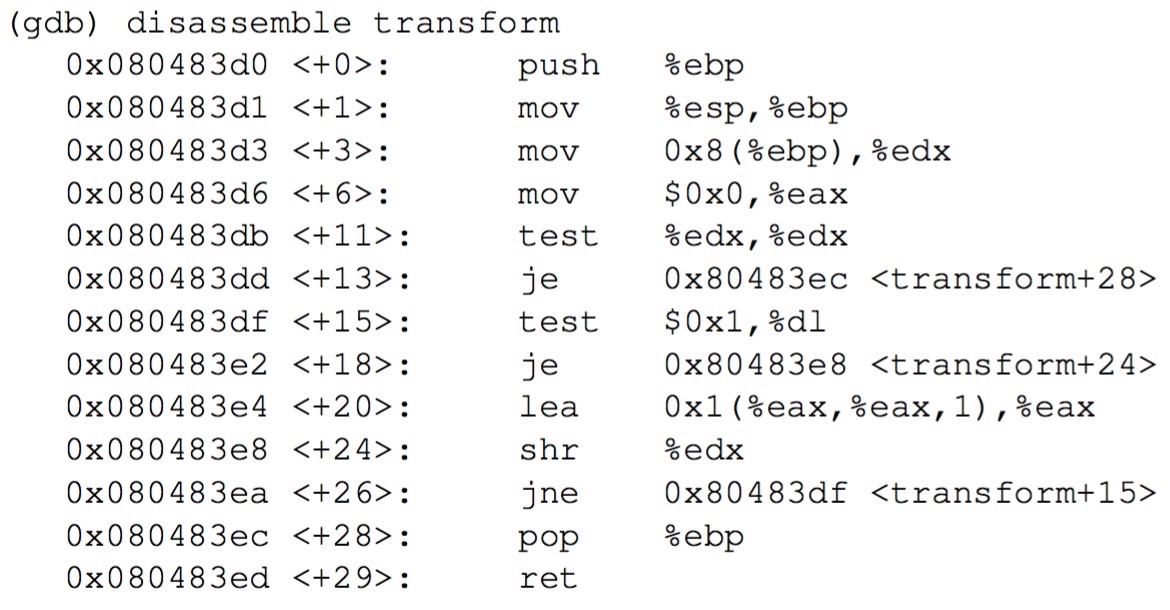 (gdb) disassemble transform
0x080483d0 <+0>: push %ebp
0x080483d1 <+1>: mov %esp,%ebp
0x080483d3 <+3>: mov 0x8(%ebp),%edx
0x080483d6 <+6>: mov $0x0,%eax
0x080483db <+11>: test %edx,%edx
0x080483dd <+13>: je 0x80483ec <transform+28>
0x080483df <+15>: test $0x1,%dl
0x080483e2 <+18>: je 0x80483e8 <transform+24>
0x080483e4 <+20>: lea 0x1(%eax,%eax,1),%eax
0x080483e8 <+24>: shr %edx
0x080483ea <+26>: jne 0x80483df <transform+15>
0x080483ec <+28>: pop %ebp
0x080483ed <+29>: ret